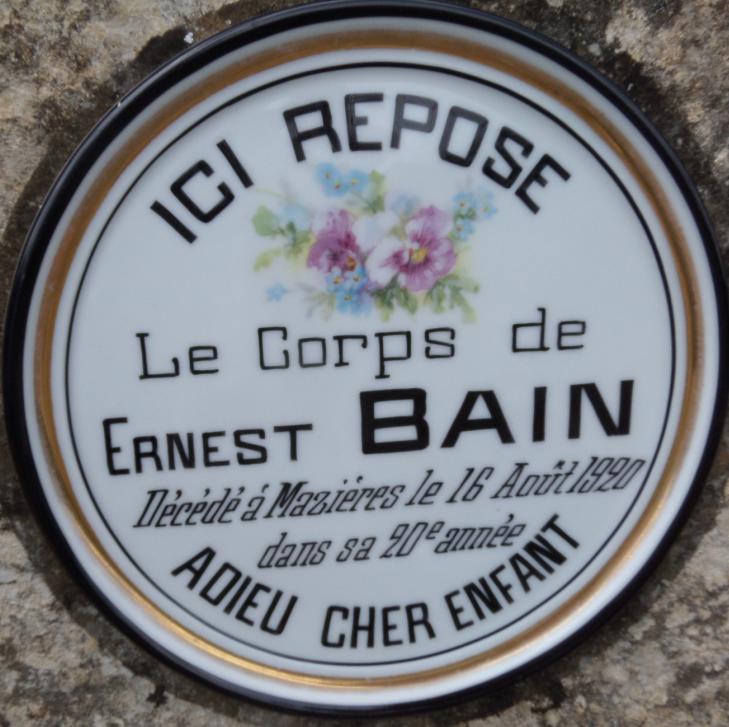 ICI REPOSE
Le Corps de
ERNEST BAIN
Décédé á Maziéres le 16 Août 1920
dans sa 20e année
ADIEU CHER ENFANT